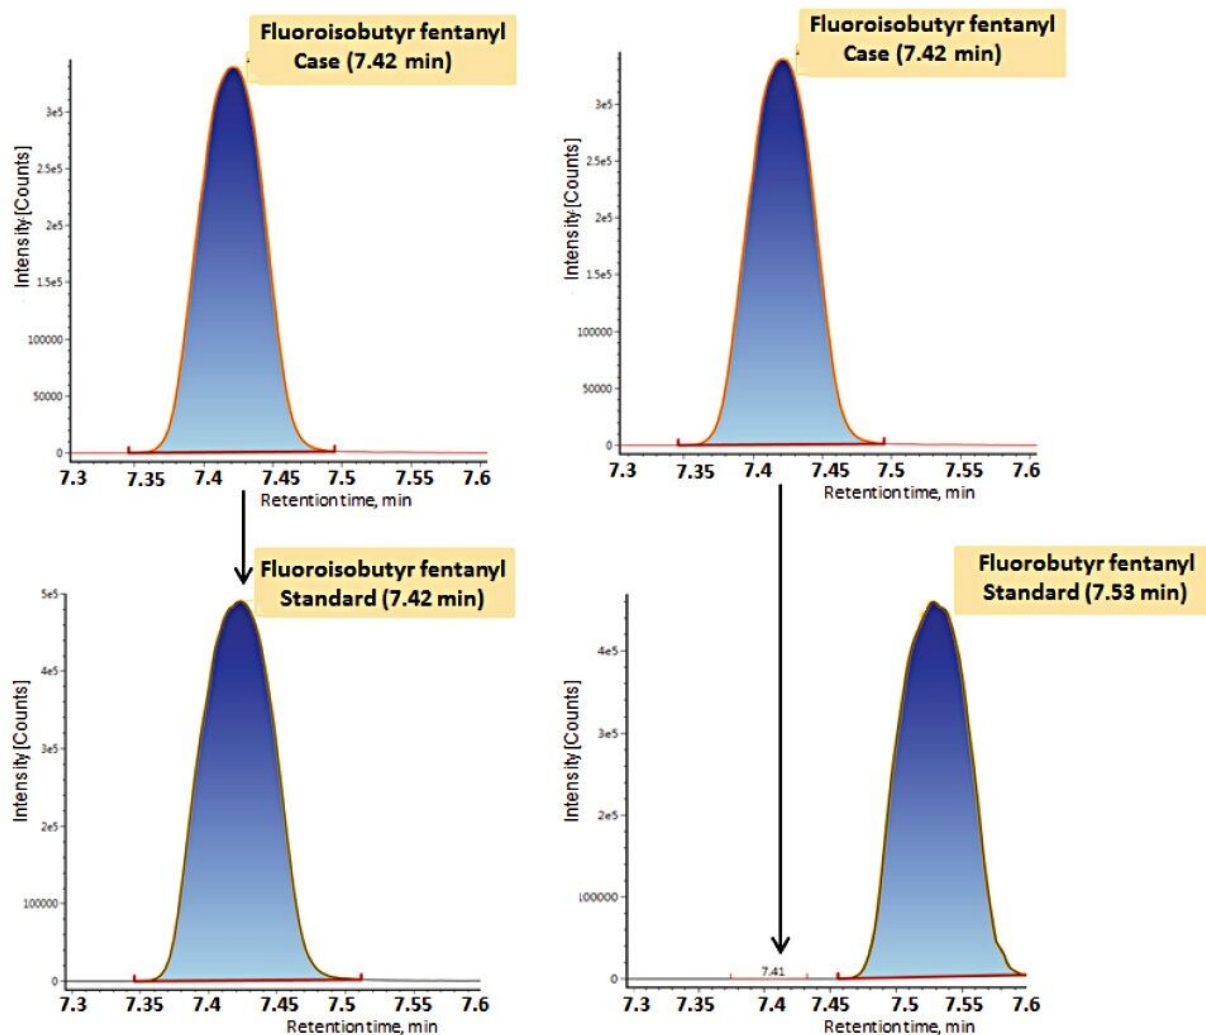 Fluoroisobutyr fentanyl
Case (7.42 min)
Intensity [Counts]
3e5
2.5e5
2e5
1.5e5
100000
50000
0
7.3 7.35 7.4 7.45 7.5 7.55 7.6
Retention time, min
Fluoroisobutyr fentanyl
Case (7.42 min)
Intensity [Counts]
3e5
2.5e5
2e5
1.5e5
100000
50000
0
7.3 7.35 7.4 7.45 7.5 7.55 7.6
Retention time, min
Fluoroisobutyr fentanyl
Standard (7.42 min)
Intensity [Counts]
5e5
4e5
3e5
2e5
100000
0
7.3 7.35 7.4 7.45 7.5 7.55 7.6
Retention time, min
Fluorobutyr fentanyl
Standard (7.53 min)
Intensity [Counts]
4e5
3e5
2e5
100000
0
7.41
7.3 7.35 7.4 7.45 7.5 7.55 7.6
Retention time, min